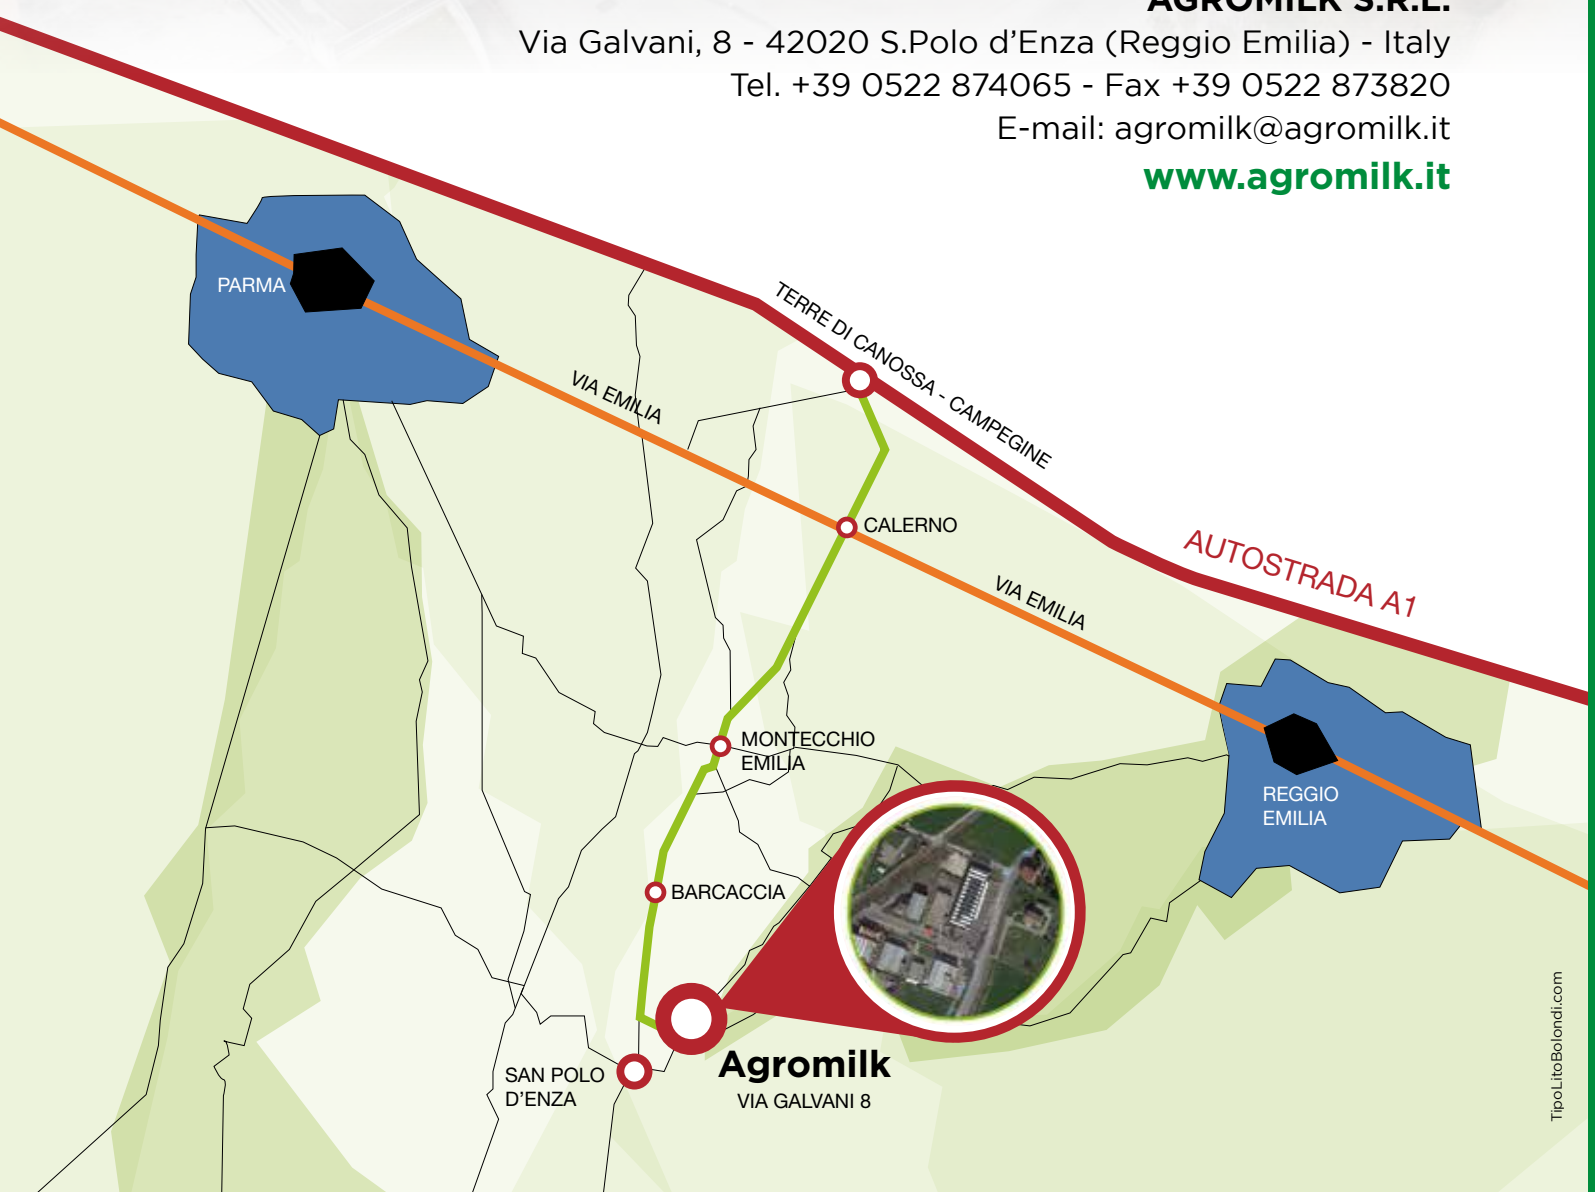 AGROMILK S.R.L.
Via Galvani, 8 - 42020 S.Polo d’Enza (Reggio Emilia) - Italy
Tel. +39 0522 874065 - Fax +39 0522 873820
E-mail: agromilk@agromilk.it
www.agromilk.it
PARMA
TERRE DI CANOSSA - CAMPEGINE
VIA EMILIA
CALERNO
AUTOSTRADA A1
VIA EMILIA
MONTECCHIO
EMILIA
REGGIO
EMILIA
BARCACCIA
Agromilk
VIA GALVANI 8
SAN POLO
D’ENZA
TipoLitoBolondi.com